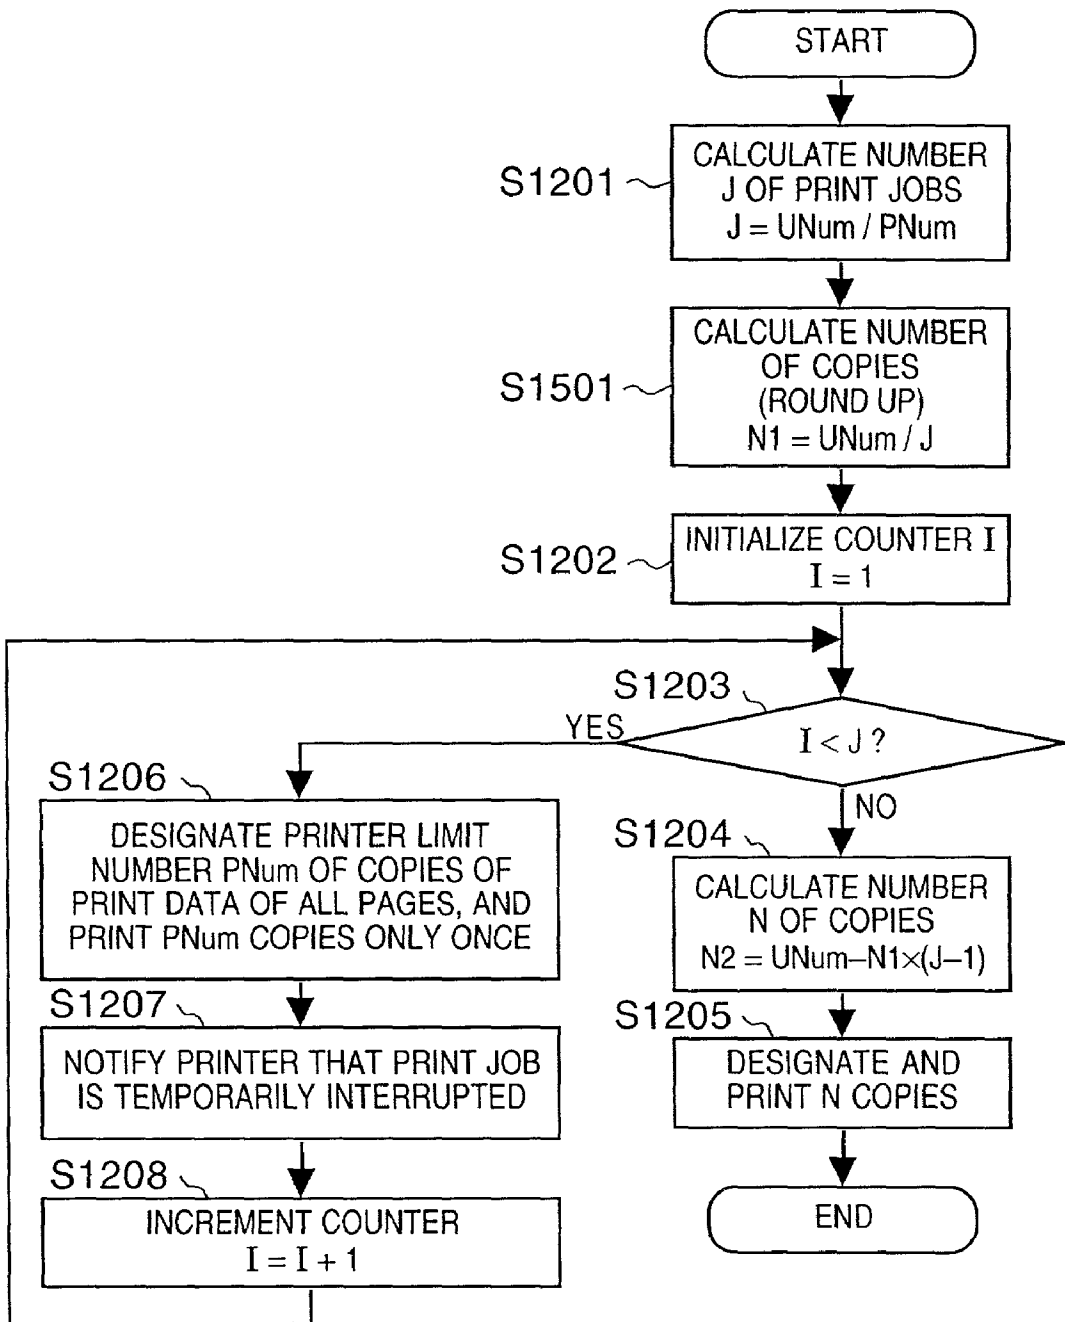 START
S1201
CALCULATE NUMBER
J OF PRINT JOBS
J = UNum / PNum
S1501
CALCULATE NUMBER
OF COPIES
(ROUND UP)
N1 = UNum / J
S1202
INITIALIZE COUNTER I
I = 1
S1203
I < J ?
YES
NO
S1206
DESIGNATE PRINTER LIMIT
NUMBER PNum OF COPIES OF
PRINT DATA OF ALL PAGES, AND
PRINT PNum COPIES ONLY ONCE
S1207
NOTIFY PRINTER THAT PRINT JOB
IS TEMPORARILY INTERRUPTED
S1208
INCREMENT COUNTER
I = I + 1
S1204
CALCULATE NUMBER
N OF COPIES
N2 = UNum–N1×(J–1)
S1205
DESIGNATE AND
PRINT N COPIES
END